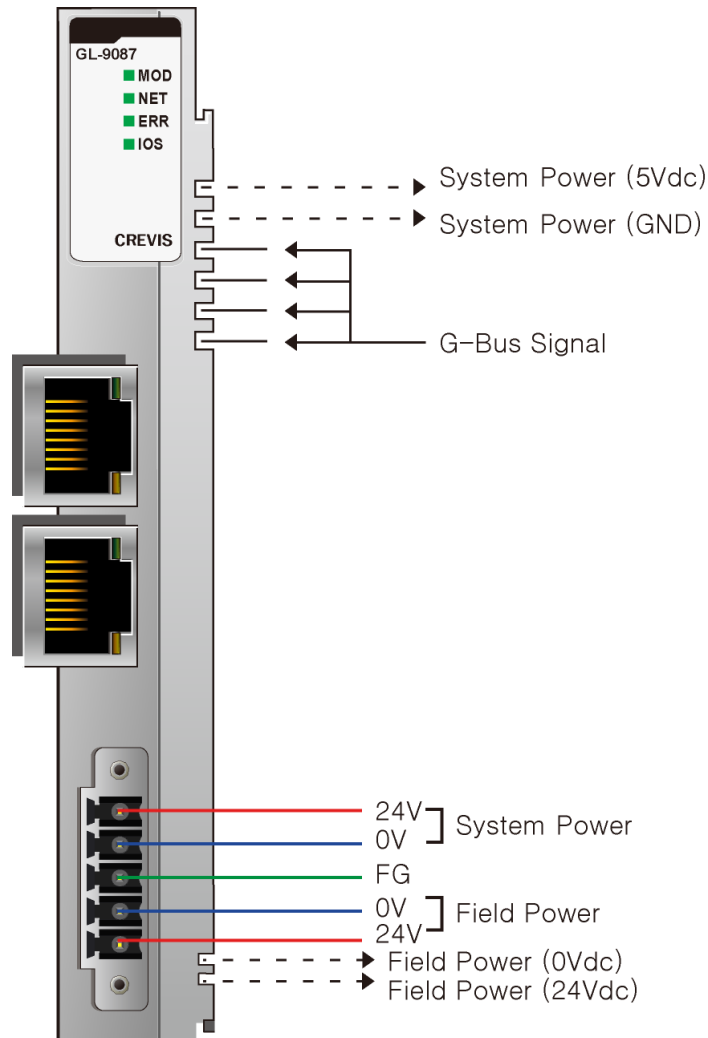 GL-9087
MOD
NET
ERR
IOS
CREVIS
System Power (5Vdc)
System Power (GND)
G-Bus Signal
24V
0V
System Power
FG
0V
24V
Field Power
Field Power (0Vdc)
Field Power (24Vdc)